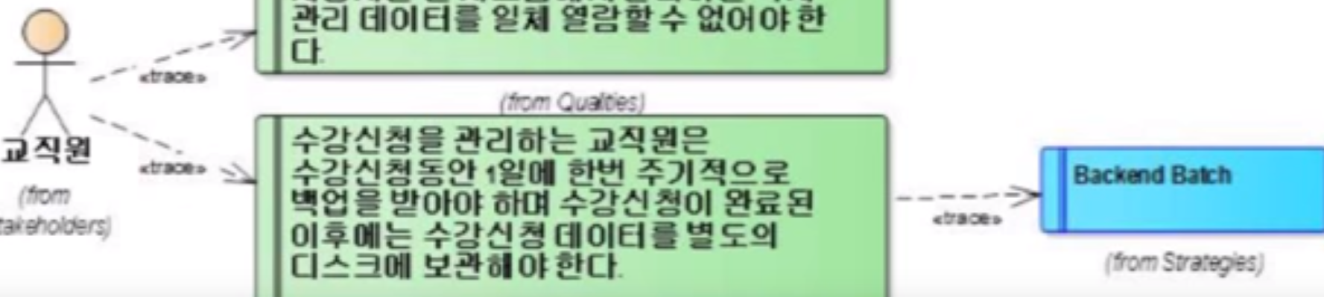 관리 데이터를 일체 열람할 수 없어야 한
다.
«trace»
(from Qualities)
교직원
(from
takeholders)
«trace»
수강신청을 관리하는 교직원은
수강신청동안 1일에 한번 주기적으로
백업을 받아야 하며 수강신청이 완료된
이후에는 수강신청 데이터를 별도의
디스크에 보관해야 한다.
«trace»
Backend Batch
(from Strategies)